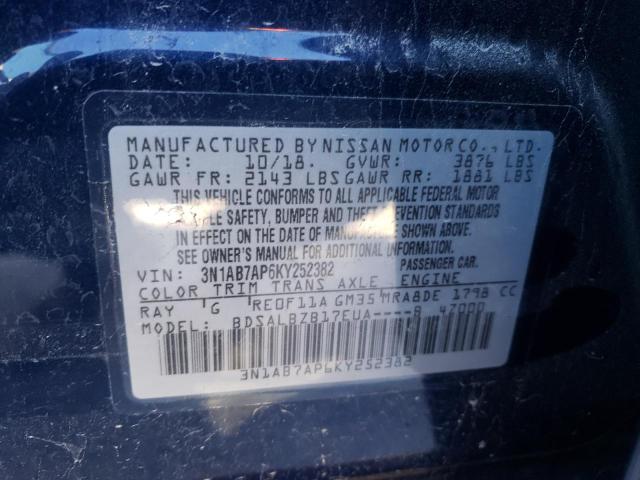 MANUFACTURED BY NISSAN MOTOR CO., LTD.
DATE: 10/18. GVWR: 3876 LBS
GAWR FR: 2143 LBS GAWR RR: 1881 LBS
THIS VEHICLE CONFORMS TO ALL APPLICABLE FEDERAL MOTOR
SAFETY, BUMPER AND THEFT PREVENTION STANDARDS
IN EFFECT ON THE DATE OF MANUFACTURE SHOWN ABOVE.
SEE OWNER'S MANUAL FOR ADDITIONAL INFORMATION
VIN: 3N1AB7AP6KY252382 PASSENGER CAR.
COLOR TRIM TRANS AXLE ENGINE
RAY G RE0F11A GM35 MRA8DE 1798 CC
MODEL: BDSALBZB17EUA----B 47000
3N1AB7AP6KY252382